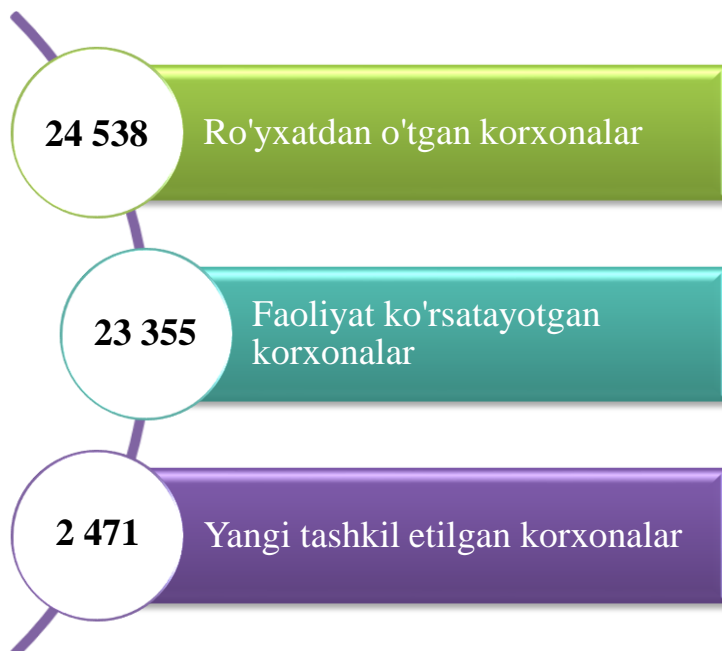 24 538
Ro'yxatdan o'tgan korxonalar
23 355
Faoliyat ko'rsatayotgan
korxonalar
2 471
Yangi tashkil etilgan korxonalar